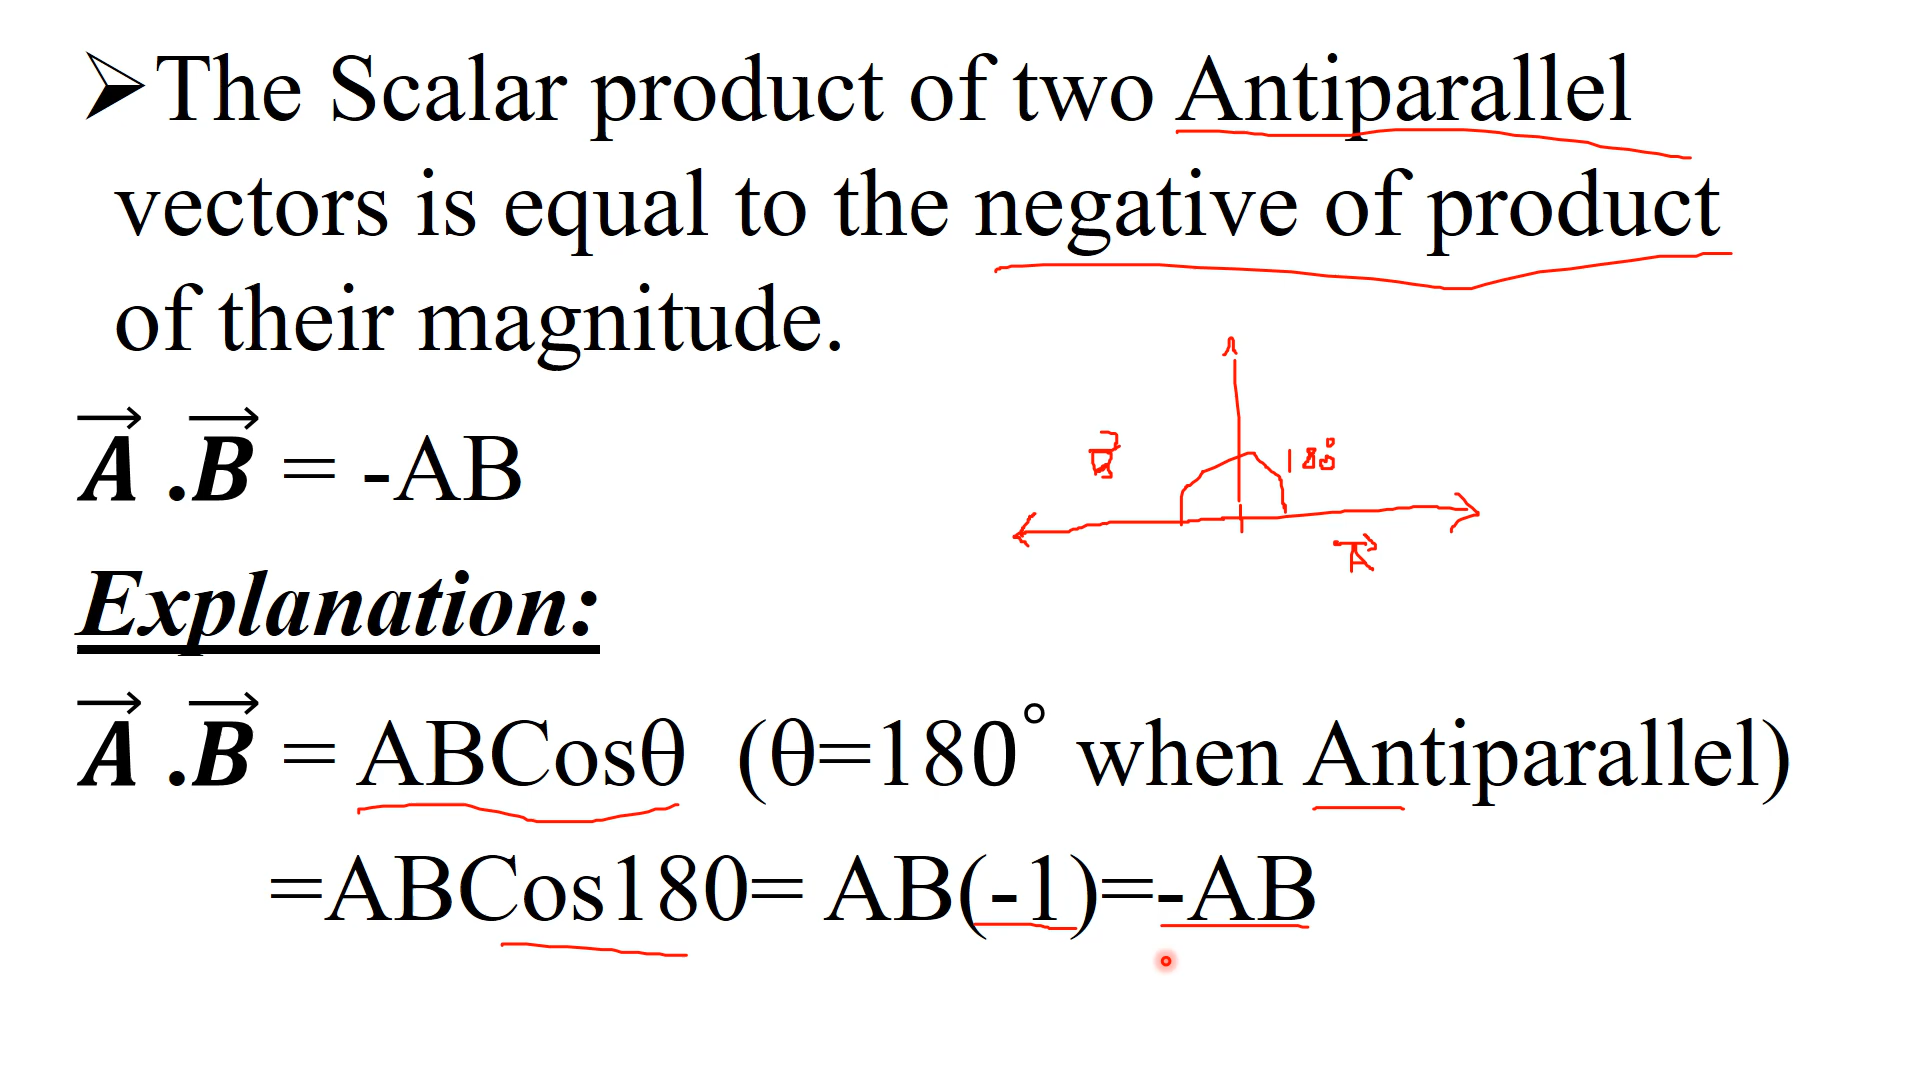 ➢The Scalar product of two Antiparallel
vectors is equal to the negative of product
of their magnitude.
A⃗ .B⃗ = -AB
B⃗
180°
A⃗
Explanation:
A⃗ .B⃗ = ABCosθ (θ=180° when Antiparallel)
=ABCos180= AB(-1)=-AB